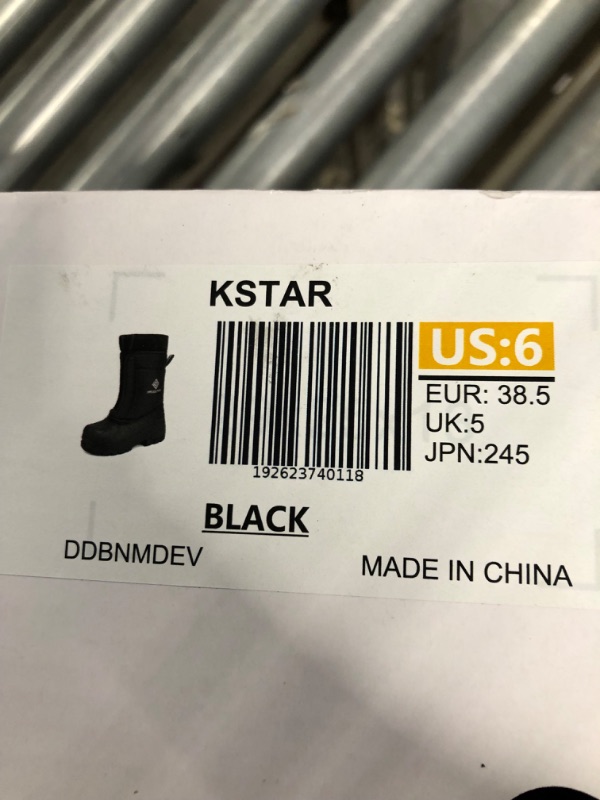 KSTAR
US:6
EUR: 38.5
UK:5
JPN:245
192623740118
BLACK
DDBNMDEV
MADE IN CHINA